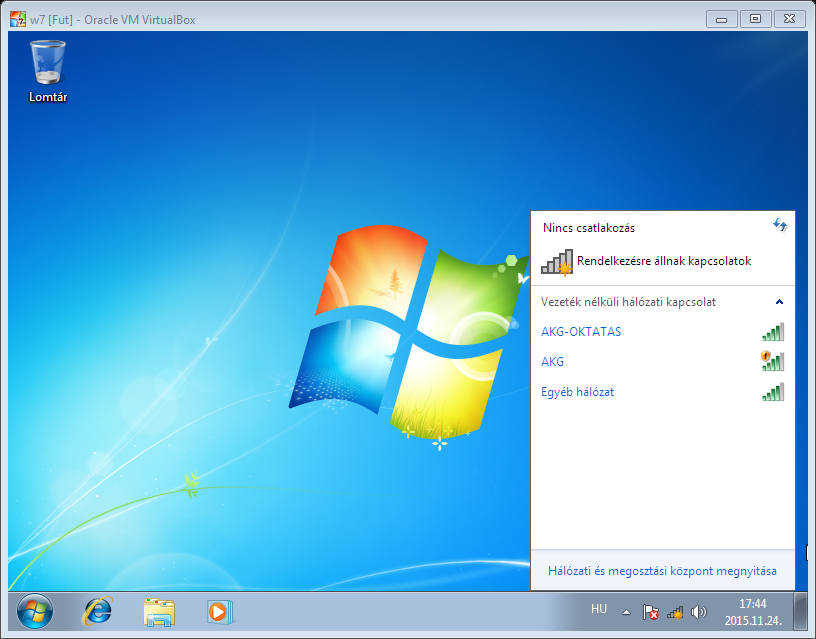 w7 [Fut] - Oracle VM VirtualBox
Lomtár
Nincs csatlakozás
Rendelkezésre állnak kapcsolatok
Vezeték nélküli hálózati kapcsolat
AKG-OKTATAS
AKG
Egyéb hálózat
Hálózati és megosztási központ megnyitása
HU
17:44
2015.11.24.